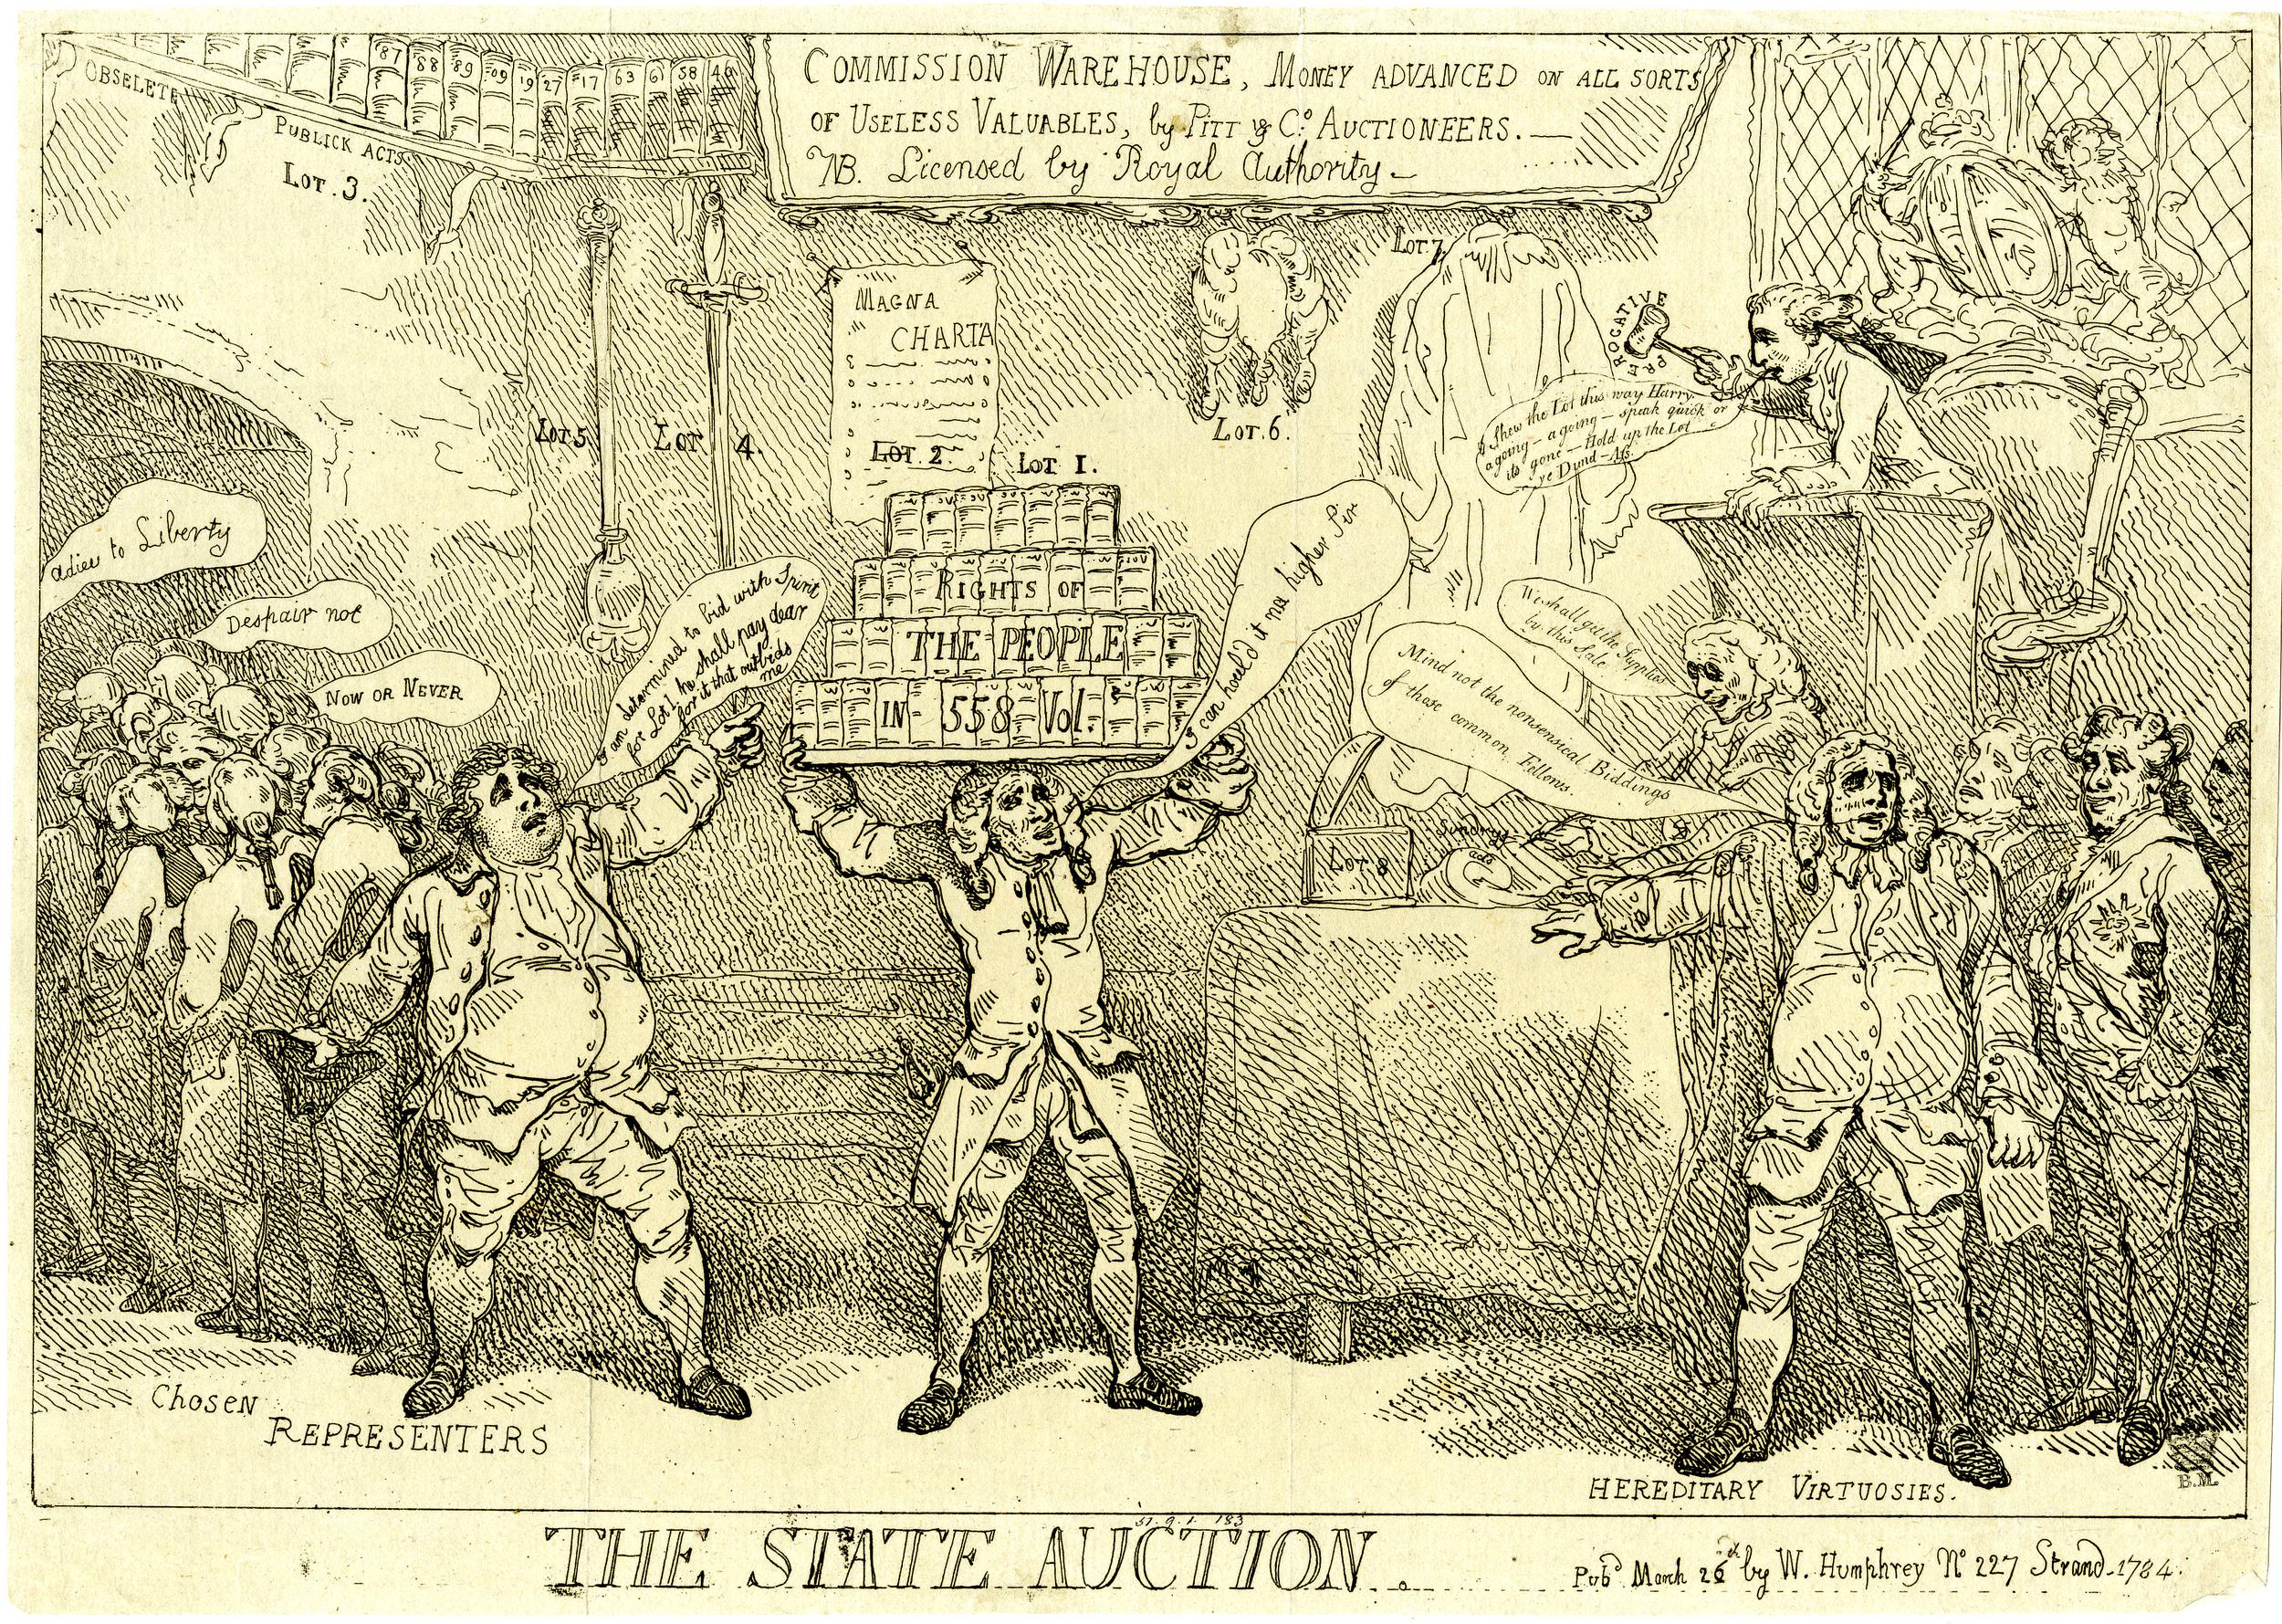 COMMISSION WAREHOUSE, MONEY ADVANCED ON ALL SORTS
OF USELESS VALUABLES, by PITT & Co AUCTIONEERS.
NB. Licensed by Royal Authority
87 88 89 09 19 27 17 63 61 58 49
OBSELETE
PUBLICK ACTS
LOT. 3.
LOT. 5
LOT 4.
MAGNA
CHARTA
LOT. 2
LOT 1.
LOT. 6.
LOT. 7
PREROGATIVE
Shew the Lot this way Harry
a going - a going - speak quick or
its gone - Hold up the Lot
ye Dund-Ass.
adieu to Liberty
Despair not
NOW OR NEVER
I am determined to bid with Spirit
for Lot 1. he shall pay dear
for it that outbids
me
RIGHTS OF
THE PEOPLE
IN 558 Vol.
I can hould it no higher Sir
We shall get the Supplies
by this Sale
Mind not the nonsensical Biddings
of those common Fellows.
LOT 8
Sundrys
Chosen
REPRESENTERS
HEREDITARY VIRTUOSIES.
B.M.
THE STATE AUCTION.
Pubd March 26th by W. Humphrey No 227 Strand. 1784.